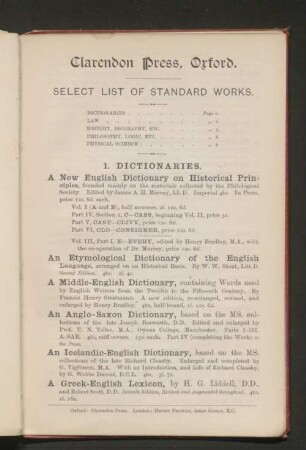 Clarendon Press, Oxford.
SELECT LIST OF STANDARD WORKS.
DICTIONARIES Page 1
LAW
HISTORY, BIOGRAPHY, ETC.
PHILOSOPHY, LOGIC, ETC.
PHYSICAL SCIENCE
1. DICTIONARIES.
A New English Dictionary on Historical Prin-
ciples, founded mainly on the materials collected by the Philological
Society. Edited by James A. H. Murray, LL.D. Imperial 4to. In Parts,
price 12s. 6d. each.
Vol. I (A and B), half morocco, 2l. 12s. 6d.
Part IV, Section 2, C—CASS, beginning Vol. II, price 5s.
Part V, CAST—CLIVY, price 12s. 6d.
Part VI, CLO—CONSIGNER, price 12s. 6d.
Vol. III, Part I, E—EVERY, edited by Henry Bradley, M.A., with
the co-operation of Dr. Murray, price 12s. 6d.
An Etymological Dictionary of the English
Language, arranged on an Historical Basis. By W. W. Skeat, Litt.D.
Second Edition. 4to. 2l. 4s.
A Middle-English Dictionary, containing Words used
by English Writers from the Twelfth to the Fifteenth Century. By
Francis Henry Stratmann. A new edition, re-arranged, revised, and
enlarged by Henry Bradley. 4to, half bound, 1l. 11s. 6d.
An Anglo-Saxon Dictionary, based on the MS. col-
lections of the late Joseph Bosworth, D.D. Edited and enlarged by
Prof. T. N. Toller, M.A., Owens College, Manchester. Parts I-III.
A-SAR. 4to, stiff covers, 15s. each. Part IV (completing the Work) in
the Press.
An Icelandic-English Dictionary, based on the MS.
collections of the late Richard Cleasby. Enlarged and completed by
G. Vigfússon, M.A. With an Introduction, and Life of Richard Cleasby,
by G. Webbe Dasent, D.C.L. 4to, 3l. 7s.
A Greek-English Lexicon, by H. G. Liddell, D.D.
and Robert Scott, D.D. Seventh Edition, Revised and Augmented throughout. 4to,
1l. 16s.
Oxford: Clarendon Press. London: Henry Frowde, Amen Corner, E.C.